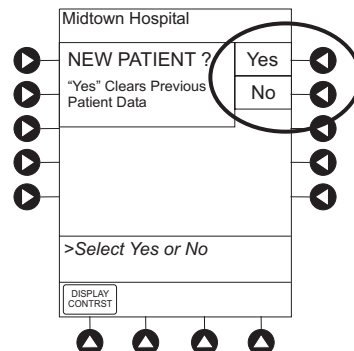 Midtown Hospital
NEW PATIENT ? Yes
“Yes” Clears Previous
Patient Data
No
>Select Yes or No
DISPLAY
CONTRST